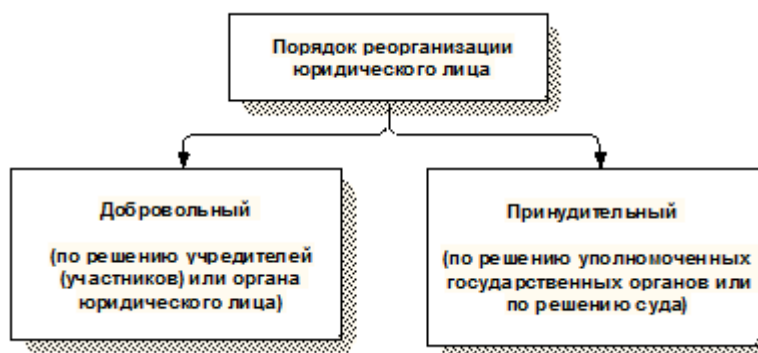 Порядок реорганизации
юридического лица
Добровольный
(по решению учредителей
(участников) или органа
юридического лица)
Принудительный
(по решению уполномоченных
государственных органов или
по решению суда)